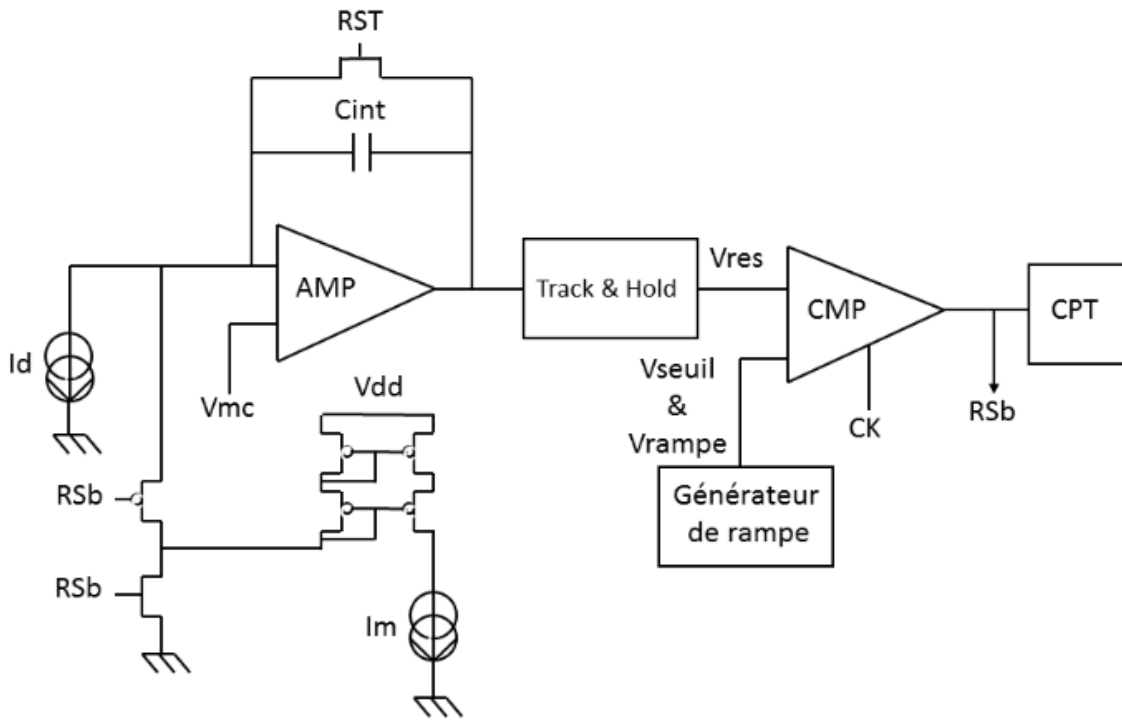 RST
Cint
AMP
Track & Hold
Vres
CMP
CPT
Id
Vmc
Vdd
Vseuil
&
Vrampe
CK
RSb
RSb
Générateur
de rampe
RSb
Im